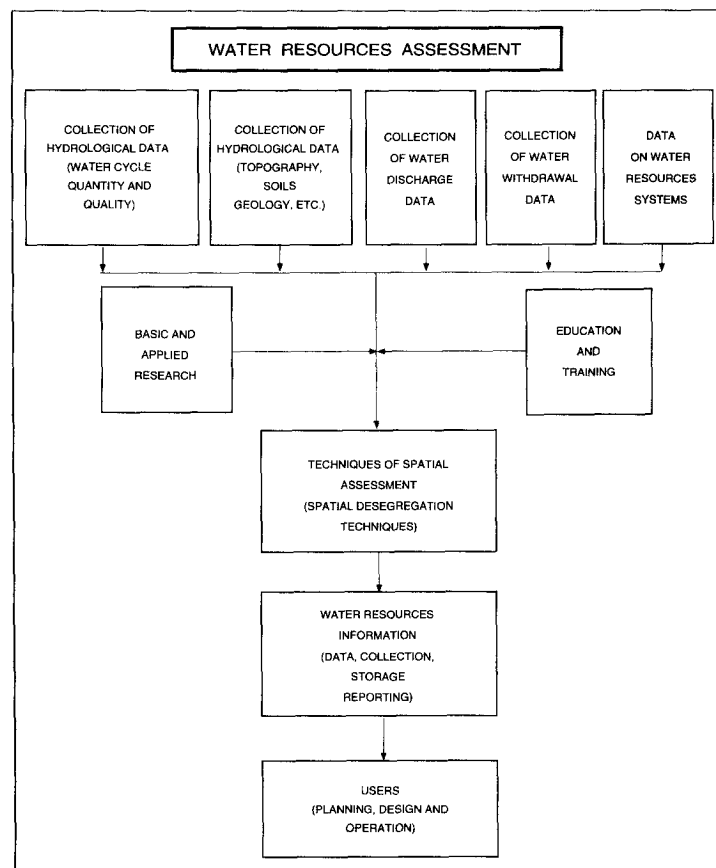 WATER RESOURCES ASSESSMENT
COLLECTION OF
HYDROLOGICAL DATA
(WATER CYCLE
QUANTITY AND
QUALITY)
COLLECTION OF
HYDROLOGICAL DATA
(TOPOGRAPHY,
SOILS
GEOLOGY, ETC.)
COLLECTION
OF WATER
DISCHARGE
DATA
COLLECTION
OF WATER
WITHDRAWAL
DATA
DATA
ON WATER
RESOURCES
SYSTEMS
BASIC AND
APPLIED
RESEARCH
EDUCATION
AND
TRAINING
TECHNIQUES OF SPATIAL
ASSESSMENT
(SPATIAL DESEGREGATION
TECHNIQUES)
WATER RESOURCES
INFORMATION
(DATA, COLLECTION,
STORAGE
REPORTING)
USERS
(PLANNING, DESIGN AND
OPERATION)